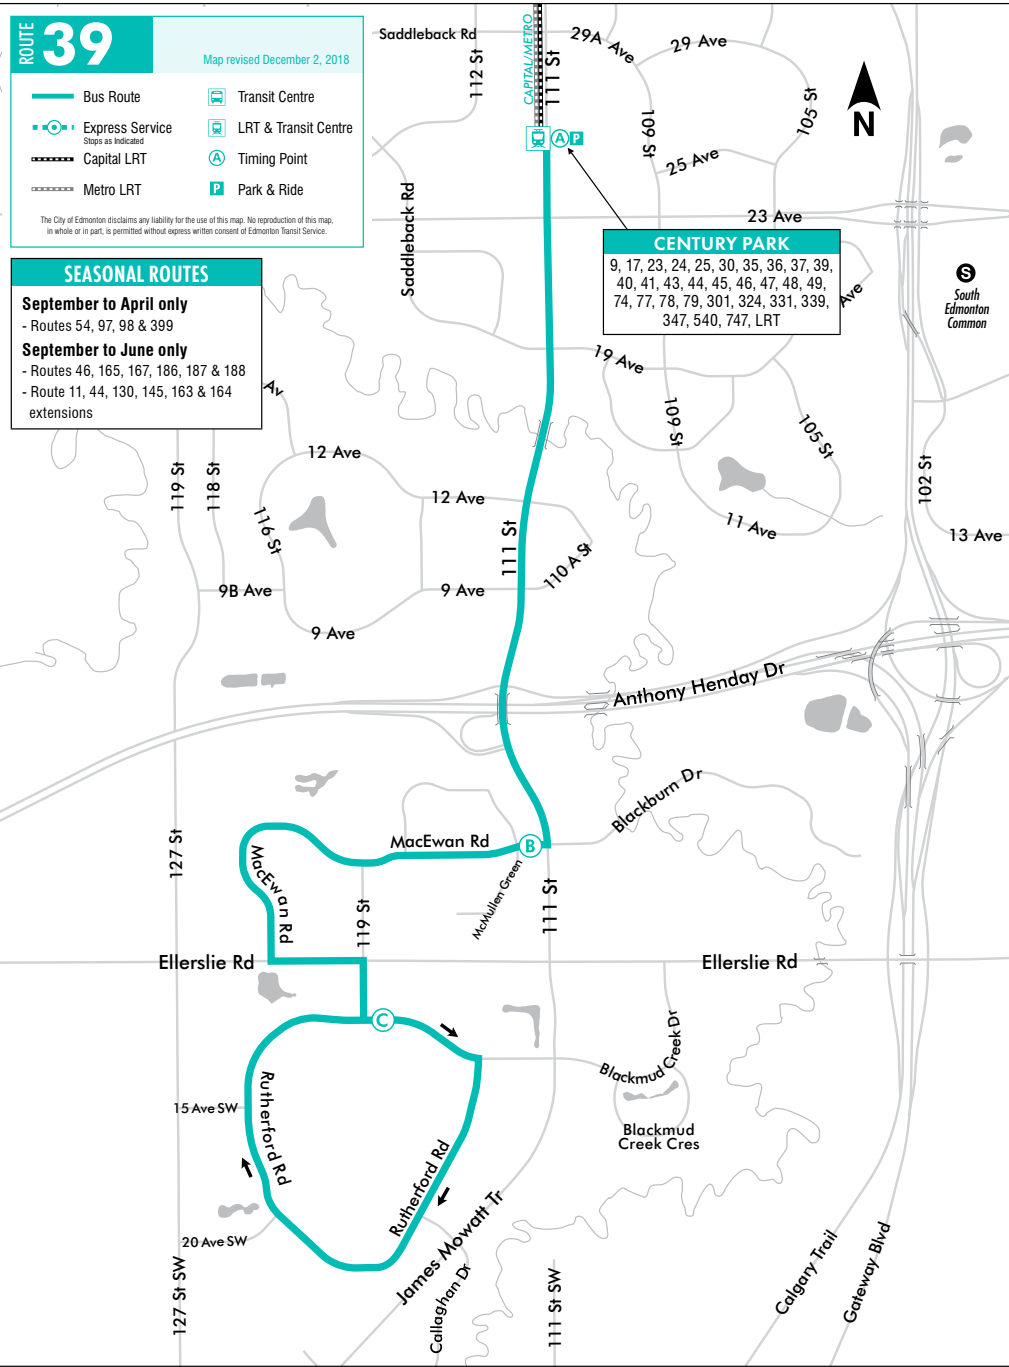 ROUTE 39
Map revised December 2, 2018
Bus Route
Express Service
Stops as Indicated
Capital LRT
Metro LRT
Transit Centre
LRT & Transit Centre
A Timing Point
P Park & Ride
The City of Edmonton disclaims any liability for the use of this map. No reproduction of this map,
in whole or in part, is permitted without express written consent of Edmonton Transit Service.
SEASONAL ROUTES
September to April only
- Routes 54, 97, 98 & 399
September to June only
- Routes 46, 165, 167, 186, 187 & 188
- Route 11, 44, 130, 145, 163 & 164
extensions
Saddleback Rd
112 St
CAPITAL/METRO
111 St
29A Ave
29 Ave
109 St
105 St
25 Ave
N
A P
23 Ave
Saddleback Rd
CENTURY PARK
9, 17, 23, 24, 25, 30, 35, 36, 37, 39,
40, 41, 43, 44, 45, 46, 47, 48, 49,
74, 77, 78, 79, 301, 324, 331, 339,
347, 540, 747, LRT
Ave
S
South
Edmonton
Common
19 Ave
Av
109 St
105 St
12 Ave
12 Ave
119 St
118 St
116 St
111 St
110 A St
11 Ave
102 St
13 Ave
9B Ave
9 Ave
9 Ave
Anthony Henday Dr
Blackburn Dr
127 St
MacEwan Rd
B
MacEwan Rd
McMullen Green
119 St
111 St
Ellerslie Rd
Ellerslie Rd
C
Blackmud Creek Dr
Blackmud
Creek Cres
15 Ave SW
Rutherford Rd
Rutherford Rd
20 Ave SW
127 St SW
James Mowatt Tr
Callaghan Dr
111 St SW
Calgary Trail
Gateway Blvd